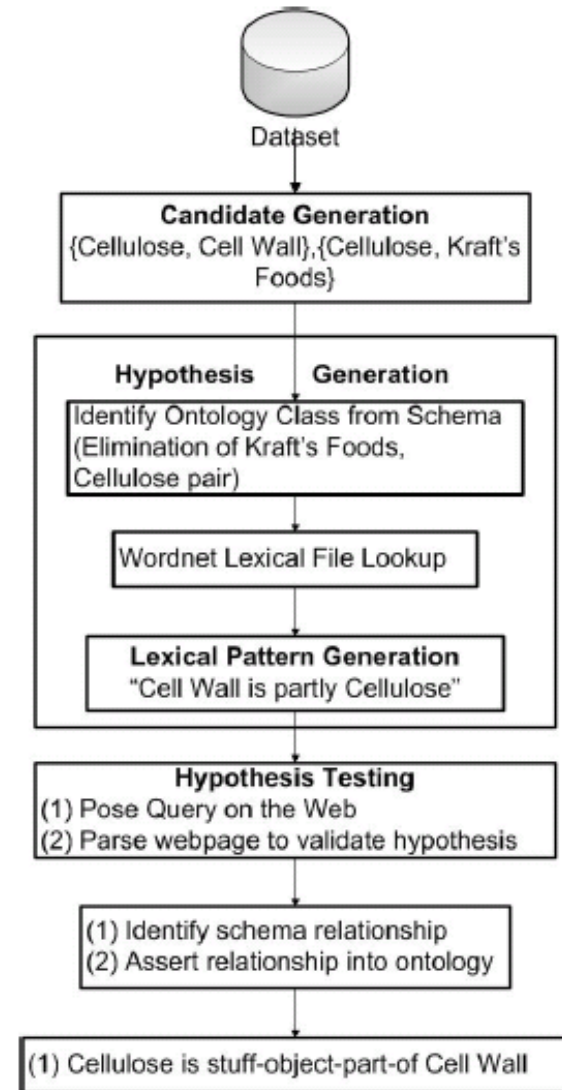 Dataset
Candidate Generation
{Cellulose, Cell Wall},{Cellulose, Kraft's
Foods}
Hypothesis Generation
Identify Ontology Class from Schema
(Elimination of Kraft's Foods,
Cellulose pair)
Wordnet Lexical File Lookup
Lexical Pattern Generation
“Cell Wall is partly Cellulose”
Hypothesis Testing
(1) Pose Query on the Web
(2) Parse webpage to validate hypothesis
(1) Identify schema relationship
(2) Assert relationship into ontology
(1) Cellulose is stuff-object-part-of Cell Wall